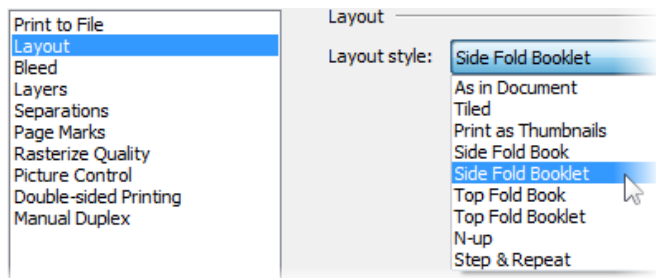 Print to File
Layout
Bleed
Layers
Separations
Page Marks
Rasterize Quality
Picture Control
Double-sided Printing
Manual Duplex
Layout
Layout style:
Side Fold Booklet
As in Document
Tiled
Print as Thumbnails
Side Fold Book
Side Fold Booklet
Top Fold Book
Top Fold Booklet
N-up
Step & Repeat